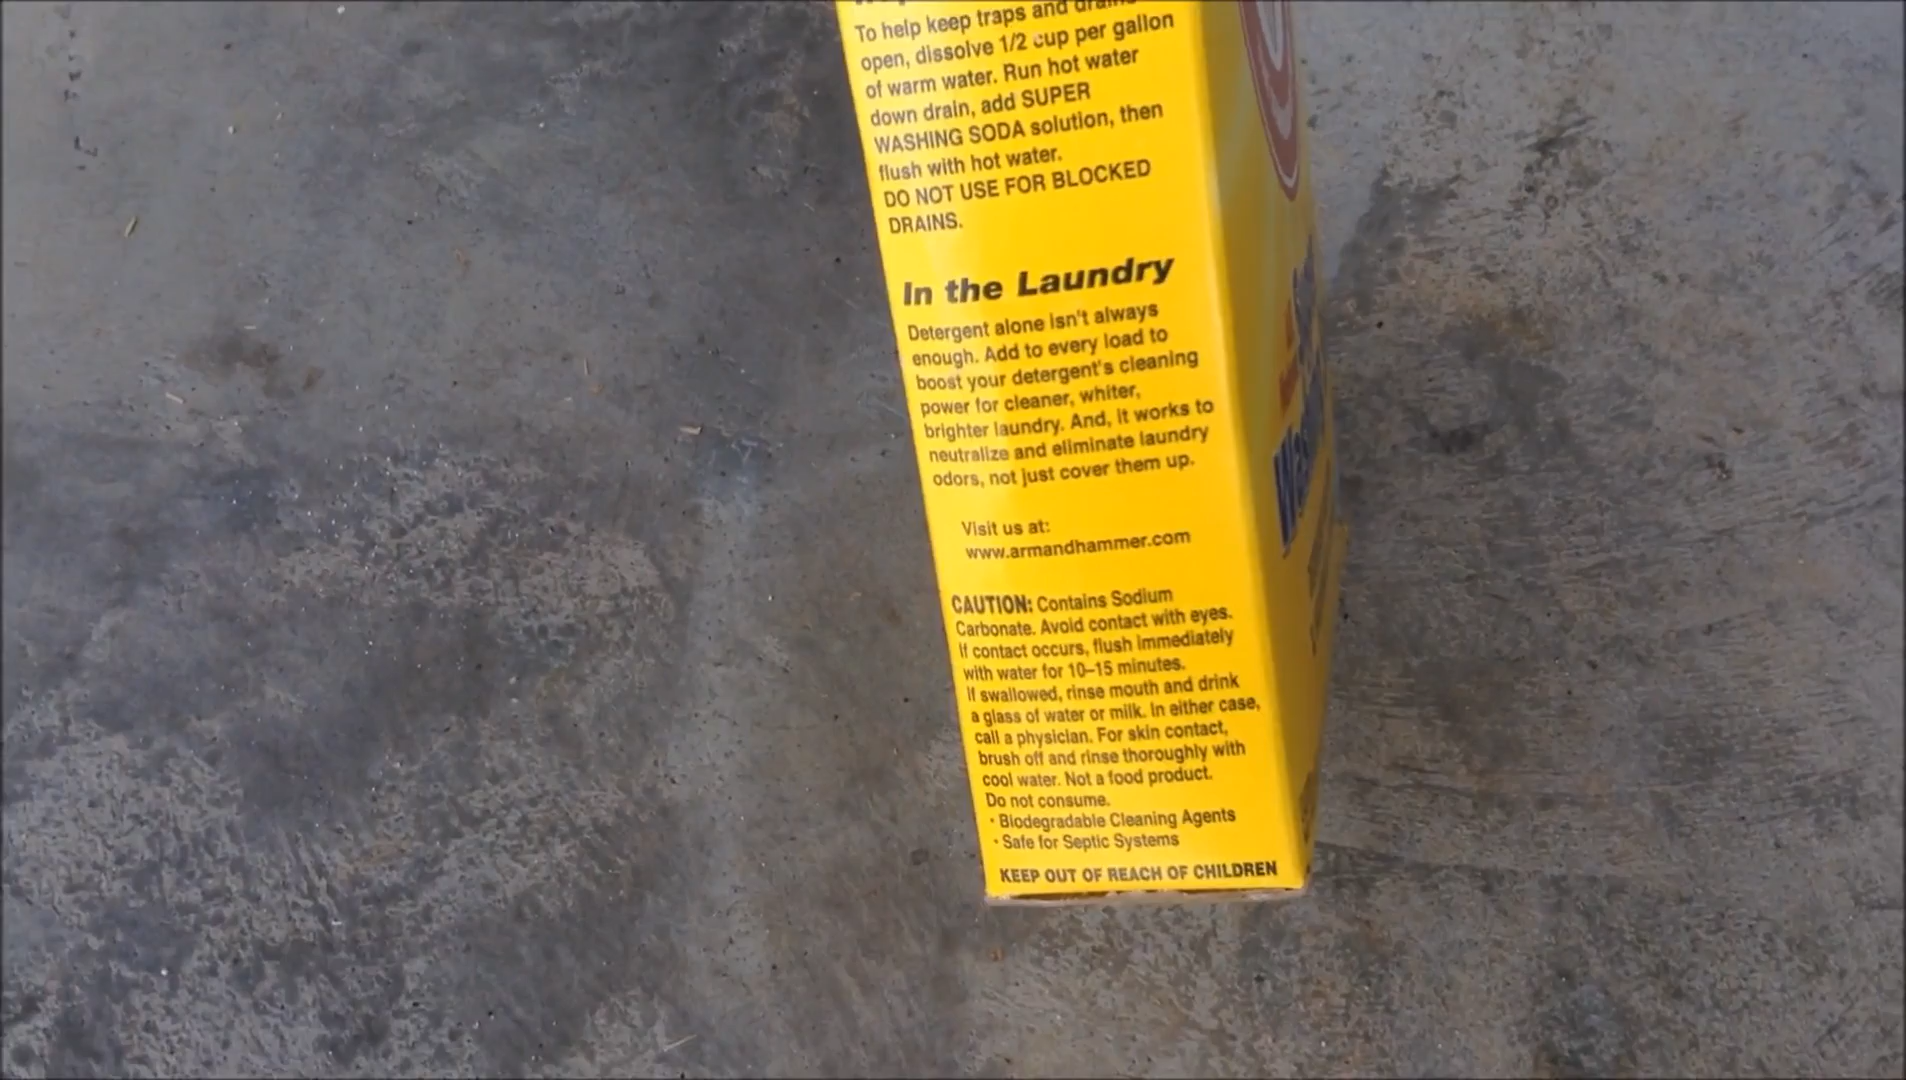 To help keep traps and drains
open, dissolve 1/2 cup per gallon
of warm water. Run hot water
down drain, add SUPER
WASHING SODA solution, then
flush with hot water.
DO NOT USE FOR BLOCKED
DRAINS.
In the Laundry
Detergent alone isn't always
enough. Add to every load to
boost your detergent's cleaning
power for cleaner, whiter,
brighter laundry. And, it works to
neutralize and eliminate laundry
odors, not just cover them up.
Visit us at:
www.armandhammer.com
CAUTION: Contains Sodium
Carbonate. Avoid contact with eyes.
If contact occurs, flush immediately
with water for 10–15 minutes.
If swallowed, rinse mouth and drink
a glass of water or milk. In either case,
call a physician. For skin contact,
brush off and rinse thoroughly with
cool water. Not a food product.
Do not consume.
· Biodegradable Cleaning Agents
· Safe for Septic Systems
KEEP OUT OF REACH OF CHILDREN